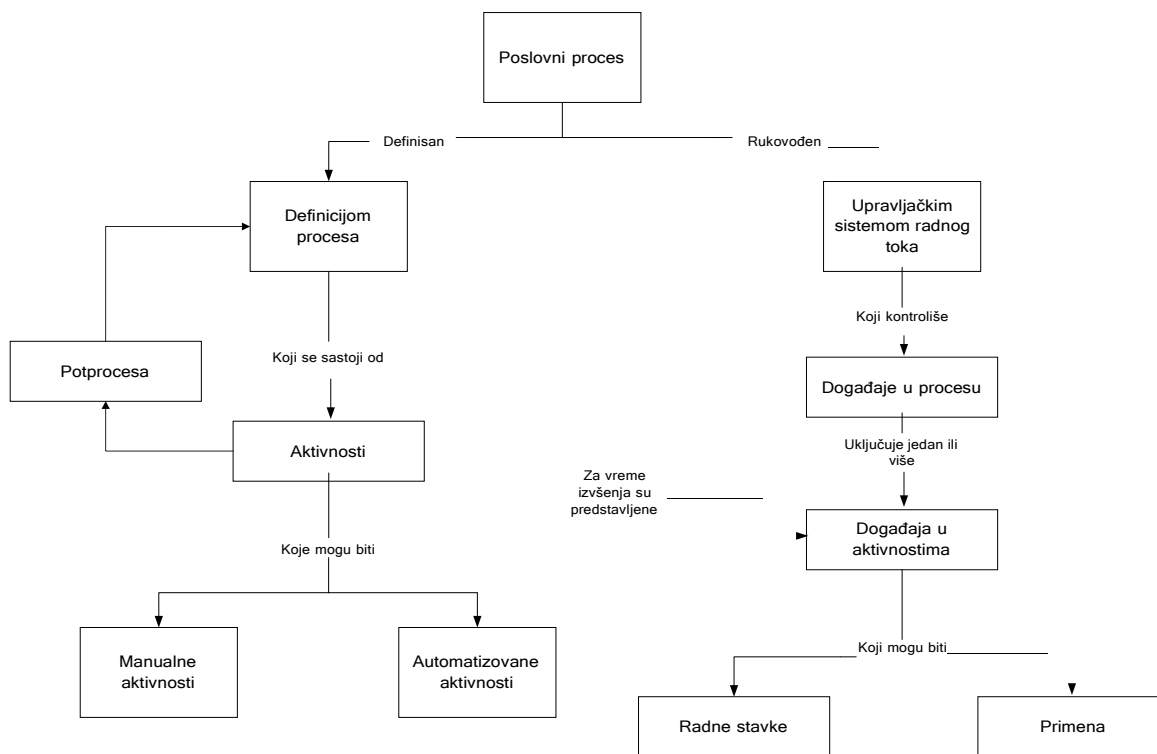 Poslovni proces
Definisan
Rukovođen
Definicijom
procesa
Upravljačkim
sistemom radnog
toka
Koji kontroliše
Koji se sastoji od
Potprocesa
Događaje u procesu
Aktivnosti
Uključuje jedan ili
više
Za vreme
izvšenja su
predstavljene
Događaja u
aktivnostima
Koje mogu biti
Manualne
aktivnosti
Automatizovane
aktivnosti
Koji mogu biti
Radne stavke
Primena